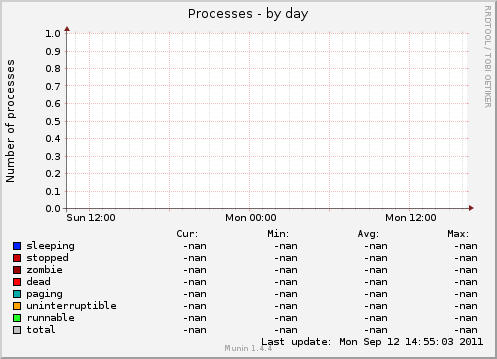 Processes - by day
RRDTOOL / TOBI OETIKER
Number of processes
1.0
0.9
0.8
0.7
0.6
0.5
0.4
0.3
0.2
0.1
0.0
Sun 12:00 Mon 00:00 Mon 12:00
Cur: Min: Avg: Max:
sleeping -nan -nan -nan -nan
stopped -nan -nan -nan -nan
zombie -nan -nan -nan -nan
dead -nan -nan -nan -nan
paging -nan -nan -nan -nan
uninterruptible -nan -nan -nan -nan
runnable -nan -nan -nan -nan
total -nan -nan -nan -nan
Last update: Mon Sep 12 14:55:03 2011
Munin 1.4.4